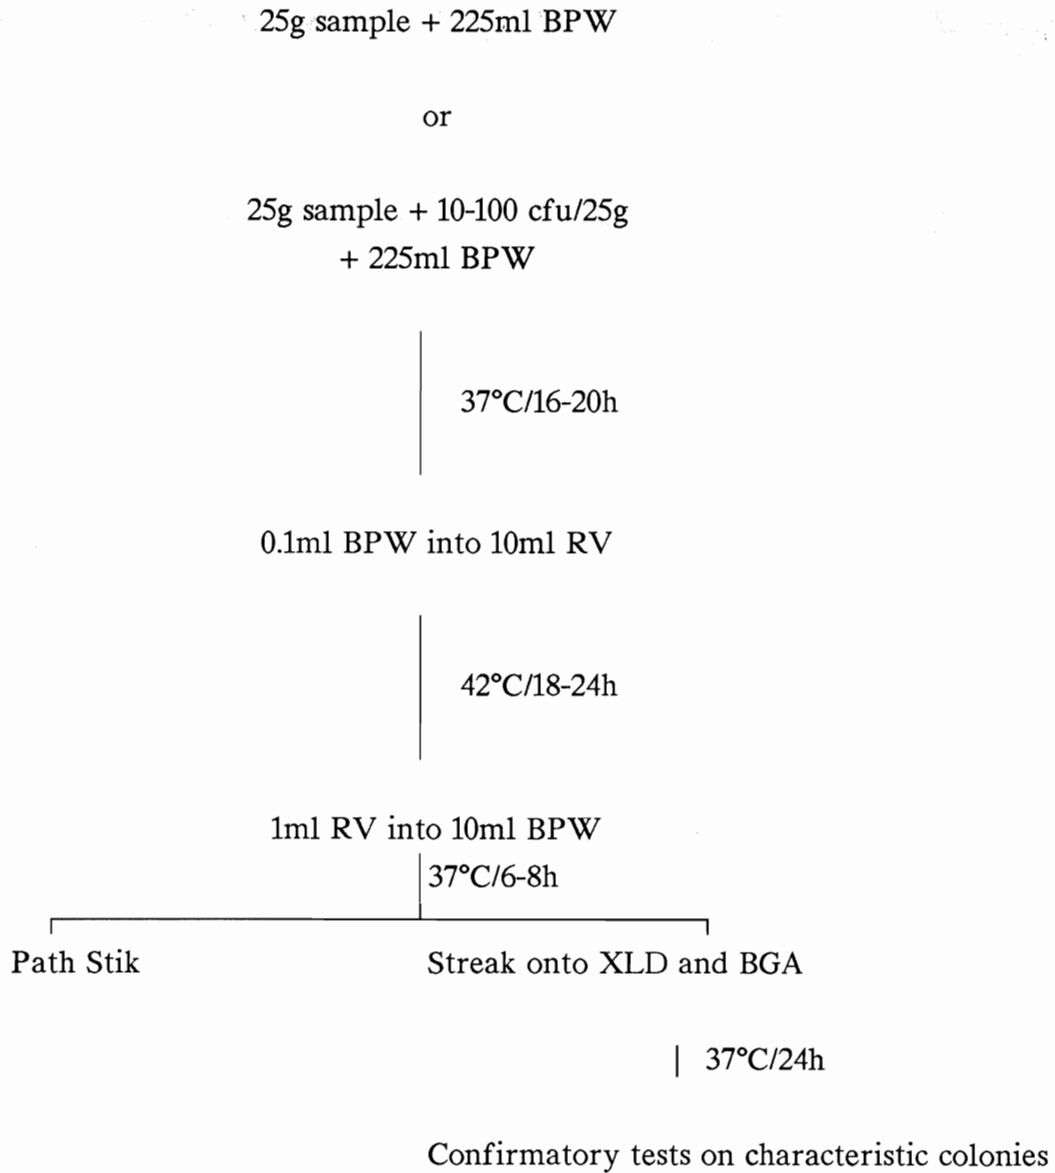 25g sample + 225ml BPW
or
25g sample + 10-100 cfu/25g
+ 225ml BPW
37°C/16-20h
0.1ml BPW into 10ml RV
42°C/18-24h
1ml RV into 10ml BPW
37°C/6-8h
Path Stik
Streak onto XLD and BGA
37°C/24h
Confirmatory tests on characteristic colonies